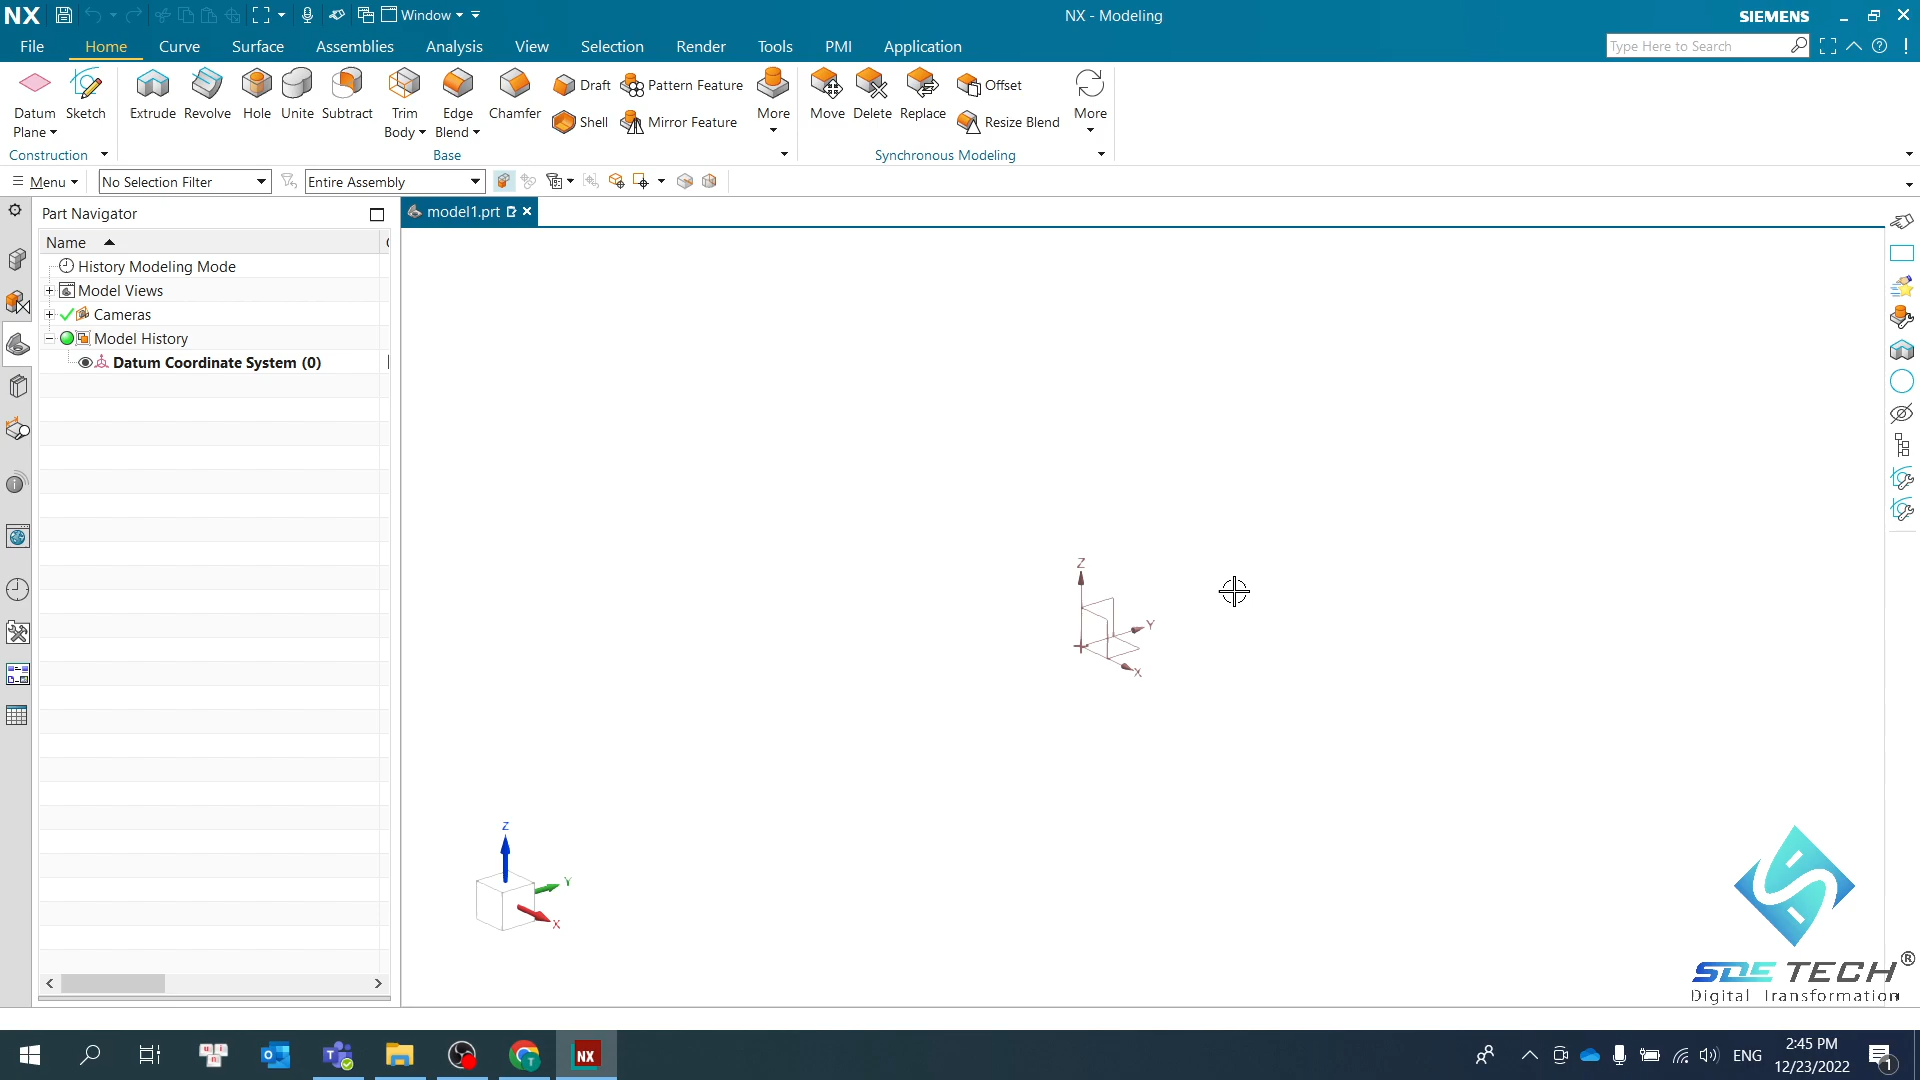 NX
Window
NX - Modeling
SIEMENS
File Home Curve Surface Assemblies Analysis View Selection Render Tools PMI Application
Type Here to Search
Datum Plane
Sketch
Extrude
Revolve
Hole
Unite
Subtract
Trim Body
Edge Blend
Chamfer
Draft
Shell
Pattern Feature
Mirror Feature
More
Move
Delete
Replace
Offset
Resize Blend
More
Construction
Base
Synchronous Modeling
Menu
No Selection Filter
Entire Assembly
Part Navigator
model1.prt
Name
History Modeling Mode
Model Views
Cameras
Model History
Datum Coordinate System (0)
Z
Y
X
Z
Y
X
SDE TECH®
Digital Transformation
u n i
T
NX
ENG
2:45 PM
12/23/2022
1